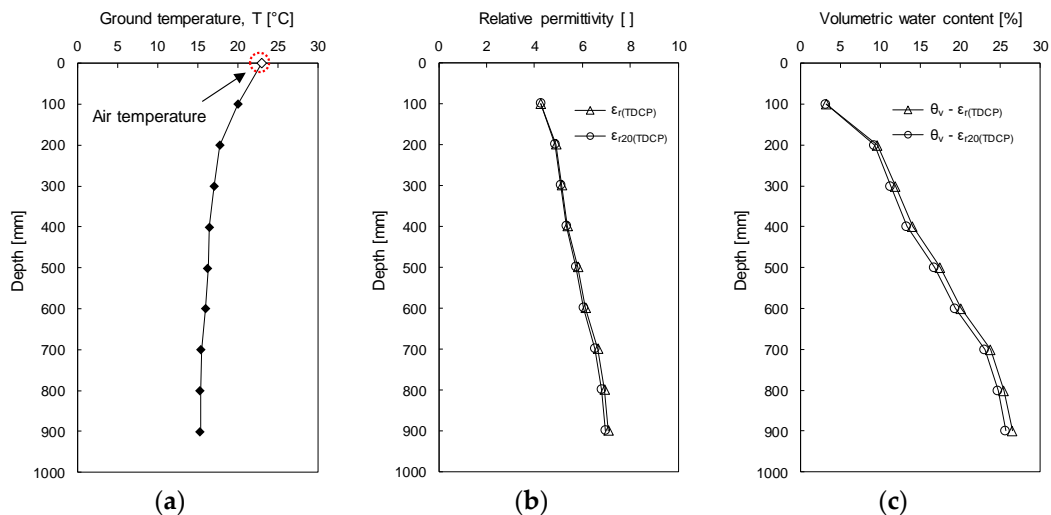 Ground temperature, T [°C]
0 5 10 15 20 25 30
0
100
200
300
400
500
600
700
800
900
1000
Depth [mm]
Air temperature
(a)
Relative permittivity [ ]
0 2 4 6 8 10
0
100
200
300
400
500
600
700
800
900
1000
Depth [mm]
εr(TDCP)
εr20(TDCP)
(b)
Volumetric water content [%]
0 5 10 15 20 25 30
0
100
200
300
400
500
600
700
800
900
1000
Depth [mm]
θv - εr(TDCP)
θv - εr20(TDCP)
(c)